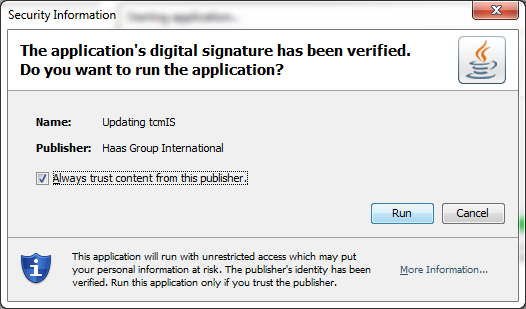 Security Information
Starting application...
The application's digital signature has been verified.
Do you want to run the application?
Name: Updating tcmIS
Publisher: Haas Group International
Always trust content from this publisher.
Run Cancel
This application will run with unrestricted access which may put
your personal information at risk. The publisher's identity has been
verified. Run this application only if you trust the publisher.
More Information...